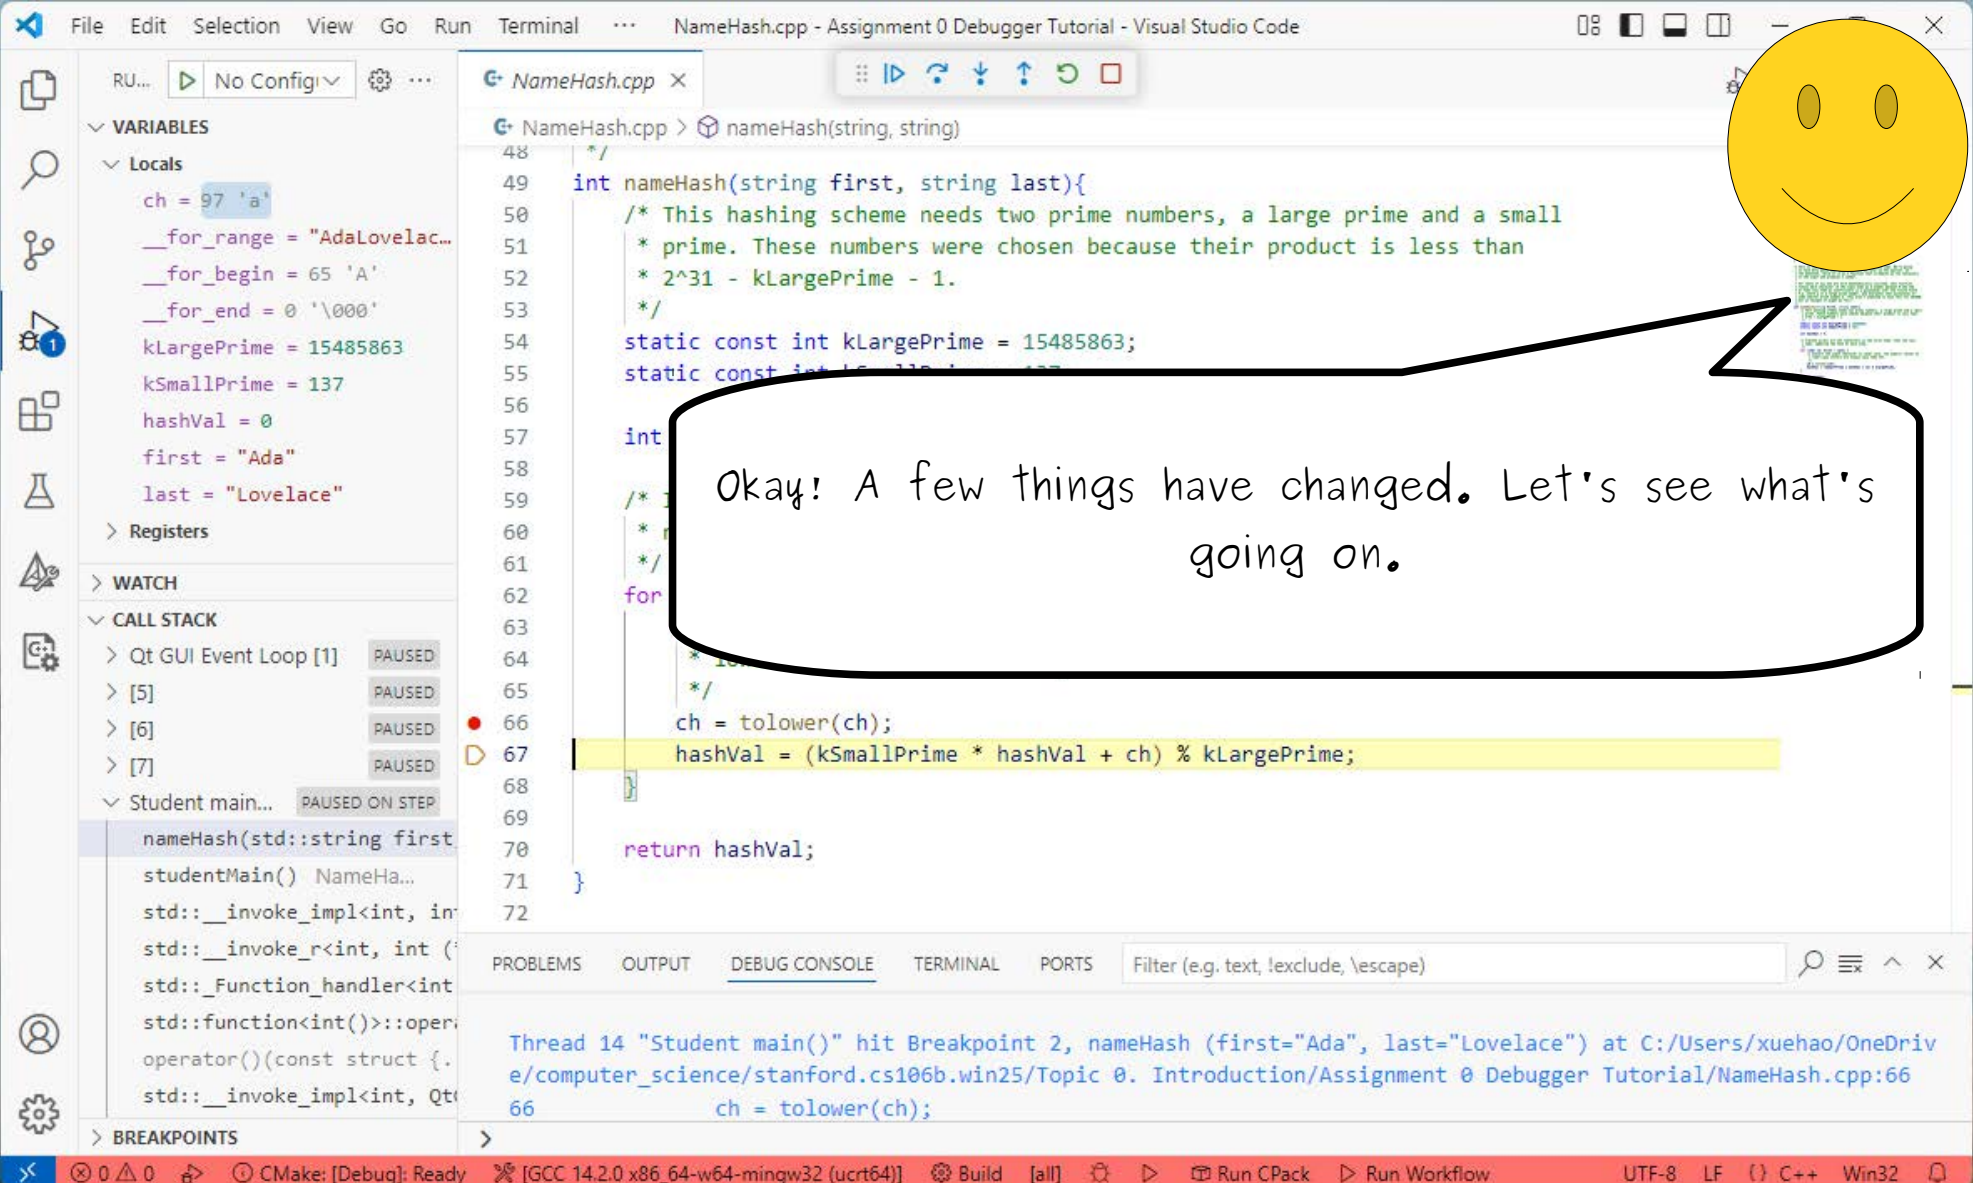 File Edit Selection View Go Run Terminal ··· NameHash.cpp - Assignment 0 Debugger Tutorial - Visual Studio Code
RU... No Config
NameHash.cpp
NameHash.cpp > nameHash(string, string)
VARIABLES
Locals
ch = 97 'a'
__for_range = "AdaLovelac…
__for_begin = 65 'A'
__for_end = 0 '\000'
kLargePrime = 15485863
kSmallPrime = 137
hashVal = 0
first = "Ada"
last = "Lovelace"
Registers
WATCH
CALL STACK
Qt GUI Event Loop [1] PAUSED
[5] PAUSED
[6] PAUSED
[7] PAUSED
Student main... PAUSED ON STEP
nameHash(std::string first
studentMain() NameHa...
std::__invoke_impl<int, in
std::__invoke_r<int, int (
std::_Function_handler<int
std::function<int()>::oper
operator()(const struct {.
std::__invoke_impl<int, Qt
BREAKPOINTS
1
48 */
49 int nameHash(string first, string last){
50 /* This hashing scheme needs two prime numbers, a large prime and a small
51 * prime. These numbers were chosen because their product is less than
52 * 2^31 - kLargePrime - 1.
53 */
54 static const int kLargePrime = 15485863;
55 static const int
56
57 int
58
59 /*
60 *
61 */
62 for
63
64 *
65 */
66 ch = tolower(ch);
67 hashVal = (kSmallPrime * hashVal + ch) % kLargePrime;
68 }
69
70 return hashVal;
71 }
72
Okay! A few things have changed. Let's see what's
going on.
PROBLEMS OUTPUT DEBUG CONSOLE TERMINAL PORTS Filter (e.g. text, !exclude, \escape)
Thread 14 "Student main()" hit Breakpoint 2, nameHash (first="Ada", last="Lovelace") at C:/Users/xuehao/OneDriv
e/computer_science/stanford.cs106b.win25/Topic 0. Introduction/Assignment 0 Debugger Tutorial/NameHash.cpp:66
66 ch = tolower(ch);
>
0 0 CMake: [Debug]: Ready [GCC 14.2.0 x86_64-w64-mingw32 (ucrt64)] Build [all] Run CPack Run Workflow UTF-8 LF {} C++ Win32